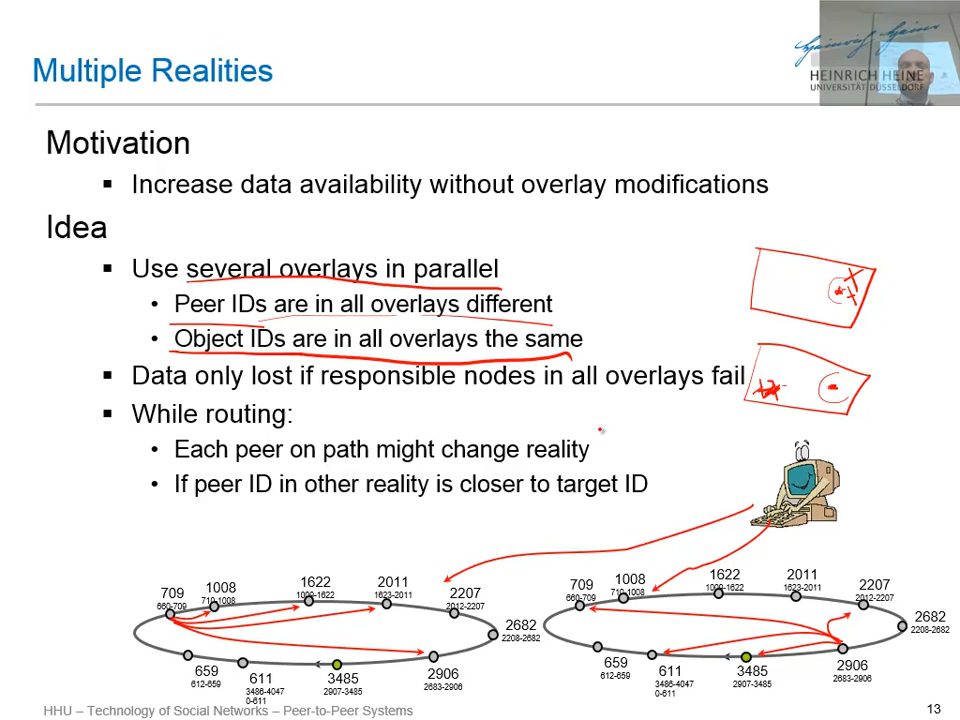 Multiple Realities
Heinrich Heine
HEINRICH HEINE
UNIVERSITÄT DÜSSELDORF
Motivation
▪ Increase data availability without overlay modifications
Idea
▪ Use several overlays in parallel
• Peer IDs are in all overlays different
• Object IDs are in all overlays the same
▪ Data only lost if responsible nodes in all overlays fail
▪ While routing:
• Each peer on path might change reality
• If peer ID in other reality is closer to target ID
709
660-709
1008
710-1008
1622
1009-1622
2011
1623-2011
2207
2012-2207
2682
2208-2682
2906
2683-2906
3485
2907-3485
611
3486-4047
0-611
659
612-659
709
660-709
1008
710-1008
1622
1009-1622
2011
1623-2011
2207
2012-2207
2682
2208-2682
2906
2683-2906
3485
2907-3485
611
3486-4047
0-611
659
612-659
HHU – Technology of Social Networks – Peer-to-Peer Systems
13